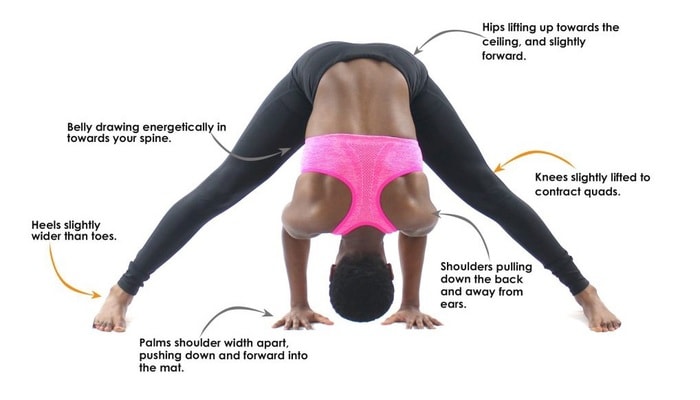 Hips lifting up towards the
ceiling, and slightly
forward.
Belly drawing energetically in
towards your spine.
Knees slightly lifted to
contract quads.
Heels slightly
wider than toes.
Shoulders pulling
down the back
and away from
ears.
Palms shoulder width apart,
pushing down and forward into
the mat.